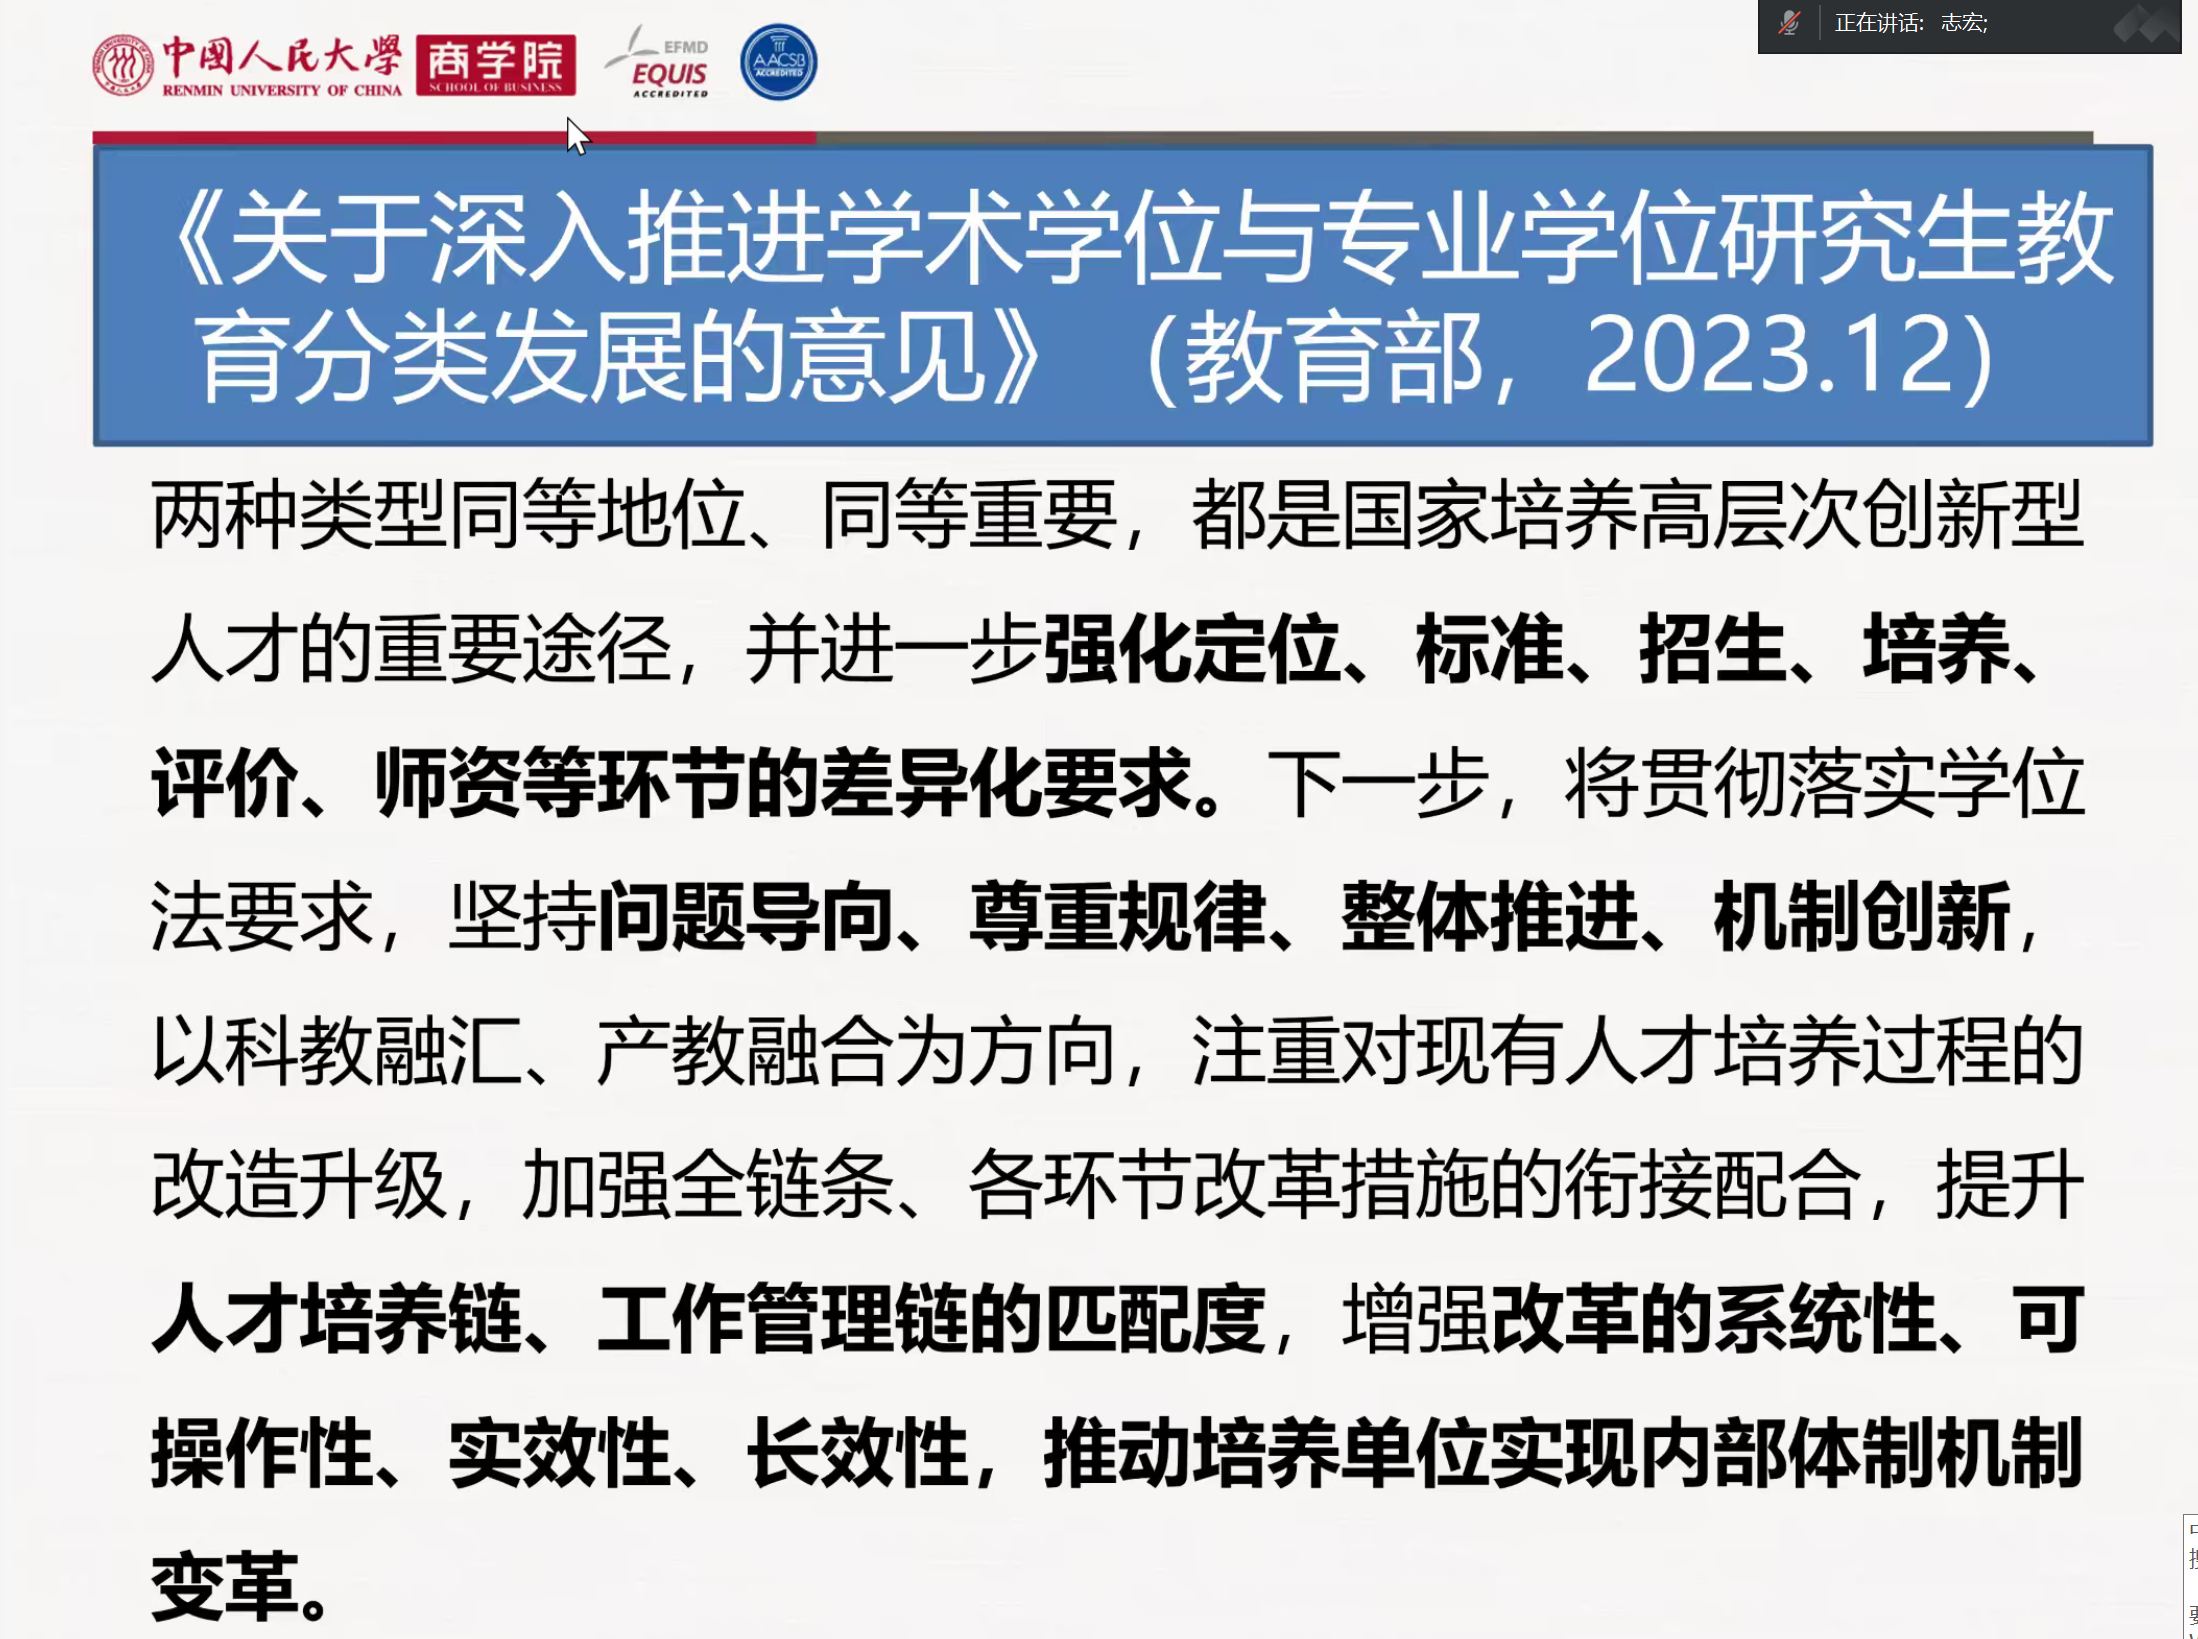 中國人民大學 商学院
RENMIN UNIVERSITY OF CHINA SCHOOL OF BUSINESS
EFMD
EQUIS
ACCREDITED
AACSB
ACCREDITED
正在讲话: 志宏;
《关于深入推进学术学位与专业学位研究生教
育分类发展的意见》（教育部，2023.12）
两种类型同等地位、同等重要，都是国家培养高层次创新型
人才的重要途径，并进一步强化定位、标准、招生、培养、
评价、师资等环节的差异化要求。下一步，将贯彻落实学位
法要求，坚持问题导向、尊重规律、整体推进、机制创新，
以科教融汇、产教融合为方向，注重对现有人才培养过程的
改造升级，加强全链条、各环节改革措施的衔接配合，提升
人才培养链、工作管理链的匹配度，增强改革的系统性、可
操作性、实效性、长效性，推动培养单位实现内部体制机制
变革。